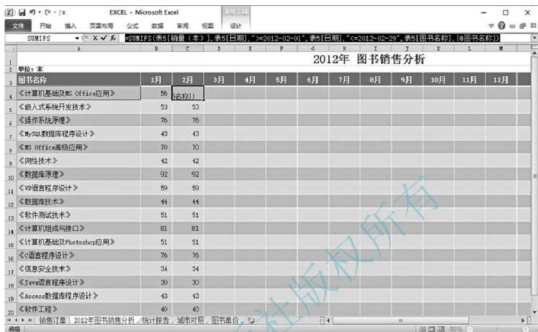 EXCEL - Microsoft Excel
文件 开始 插入 页面布局 公式 数据 审阅 视图 设计
SUMIFS =SUMIFS(表5[销量（本）],表5[日期],">=2012-02-01",表5[日期],"<=2012-02-29",表5[图书名称],[@图书名称])
A B C D E F G H I J K L M
2012年 图书销售分析
单位：本
图书名称 1月 2月 3月 4月 5月 6月 7月 8月 9月 10月 11月 12月
《计算机基础及MS Office应用》 56 名称])
《嵌入式系统开发技术》 53 53
《操作系统原理》 76 76
《MySQL数据库程序设计》 43 43
《MS Office高级应用》 70 70
《网络技术》 42 42
《数据库原理》 92 92
《VB语言程序设计》 59 59
《数据库技术》 44 44
《软件测试技术》 51 51
《计算机组成与接口》 81 81
《计算机基础及Photoshop应用》 51 51
《C语言程序设计》 76 76
《信息安全技术》 34 34
《Java语言程序设计》 30 30
《Access数据库程序设计》 43 43
《软件工程》 40 40
销售订单 2012年图书销售分析 统计报告 城市对照 图书单价
编辑
社版权所有